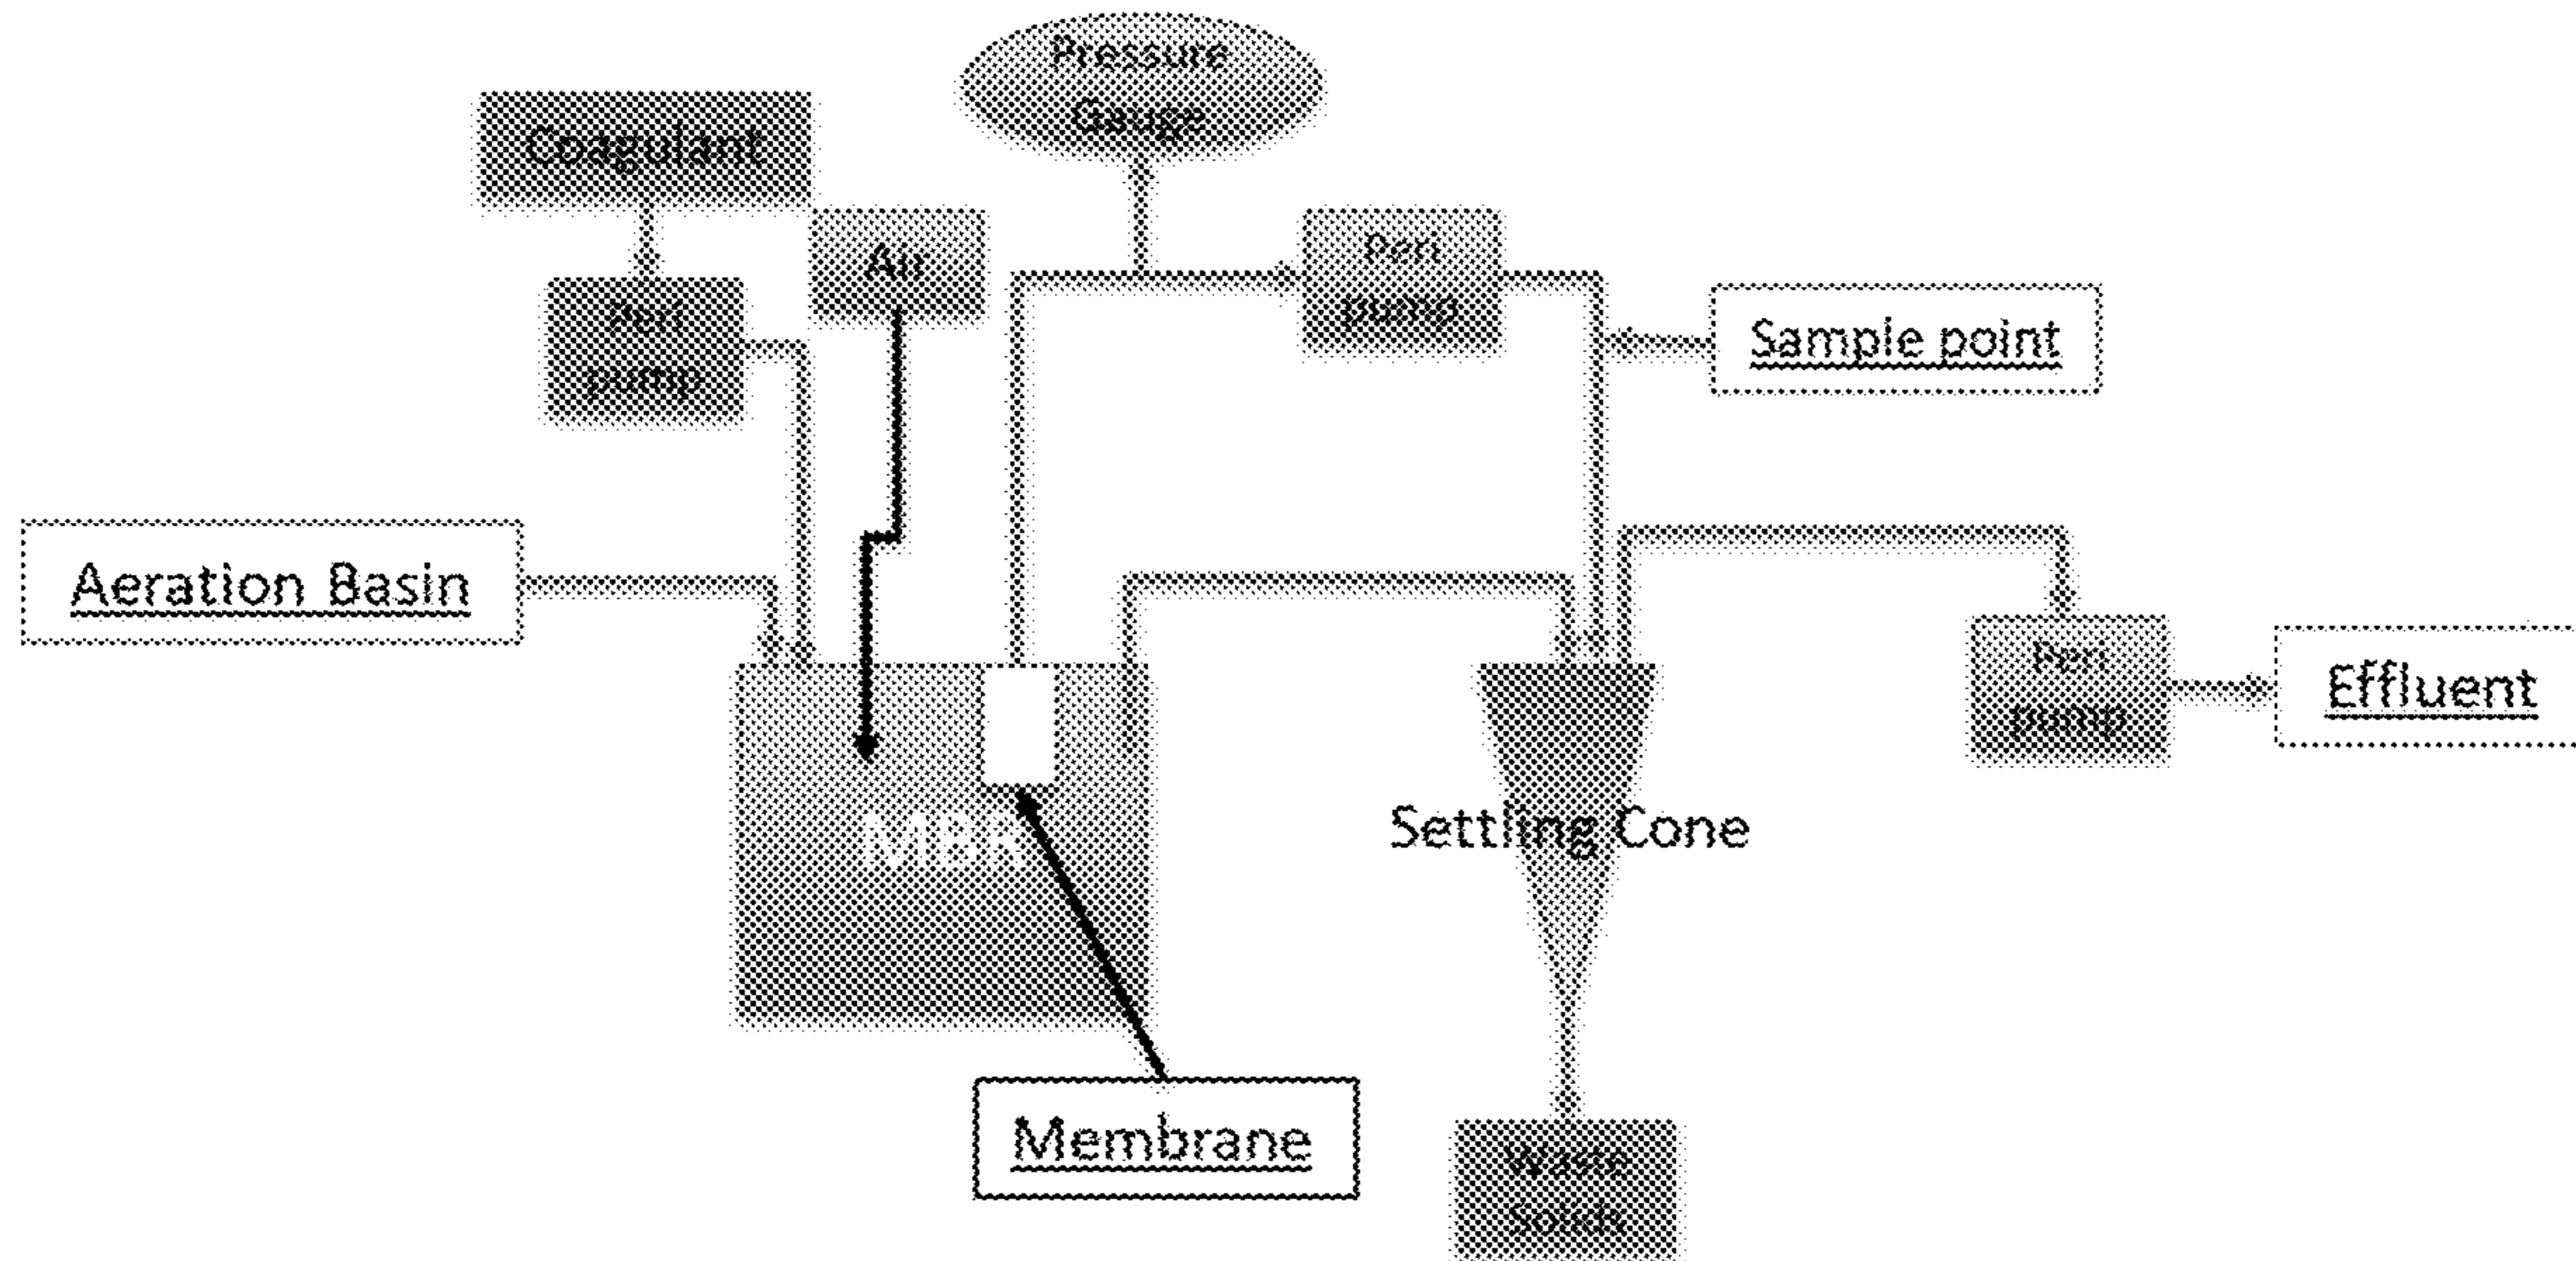 Pressure
Gauge
Coagulant
Air
Peri
pump
Peri
pump
Sample point
Aeration Basin
Peri
pump
Effluent
MBR
Settling Cone
Membrane
Waste
Solids